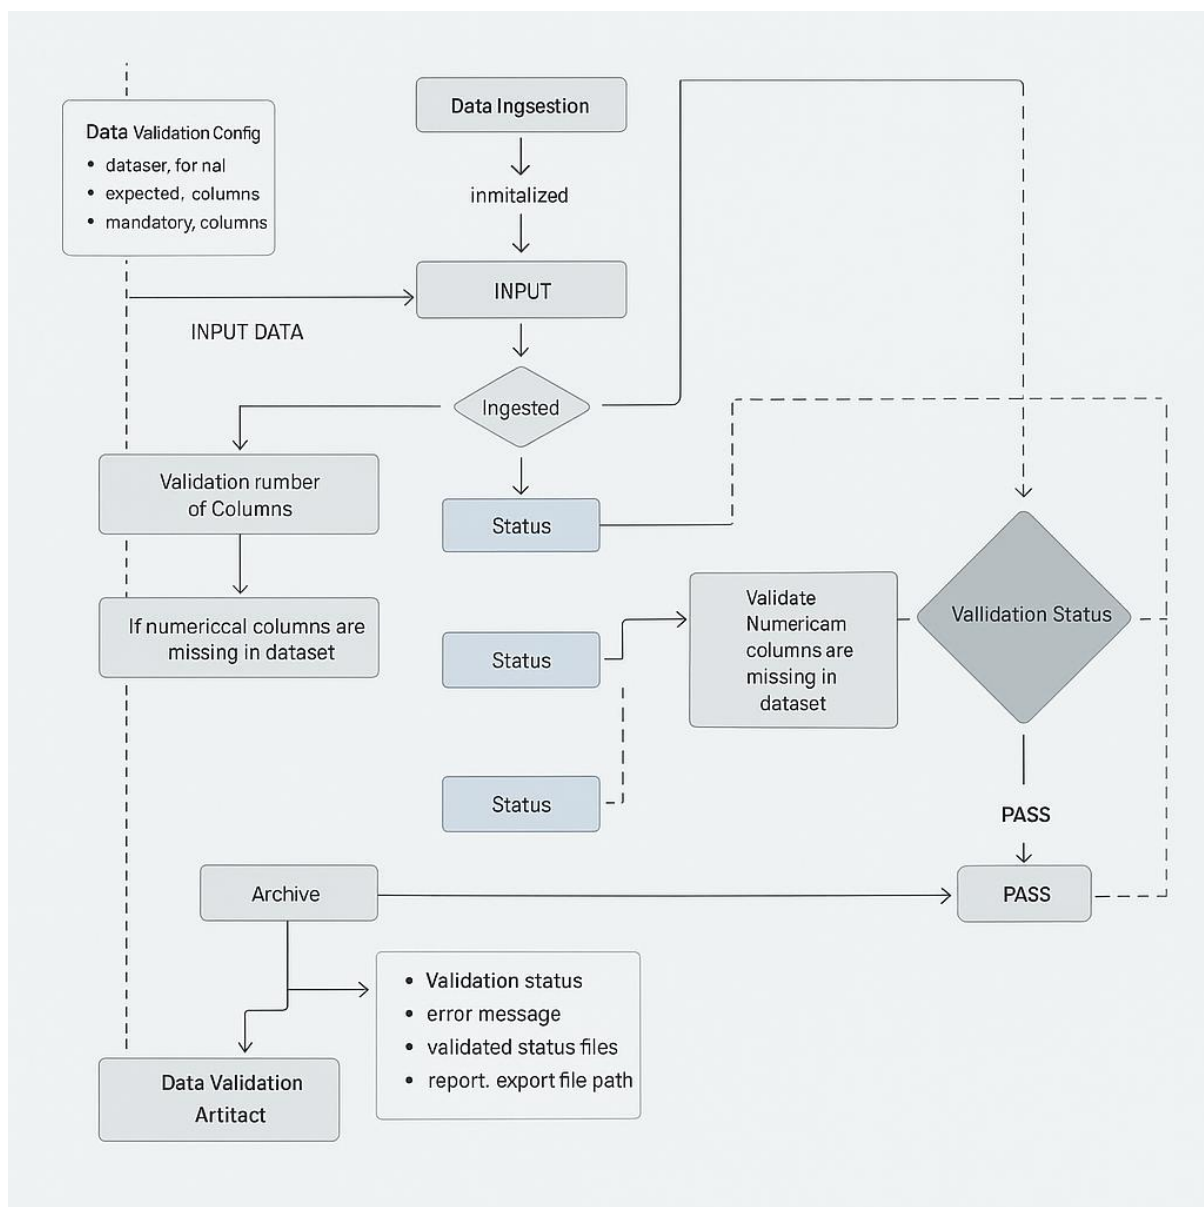 Data Ingsestion
Data Validation Config
• dataser, for nal
• expected, columns
• mandatory, columns
inmitalized
INPUT
INPUT DATA
Ingested
Validation rumber
of Columns
Status
If numericcal columns are
missing in dataset
Status
Validate
Numericam
columns are
missing in
dataset
Vallidation Status
Status
PASS
Archive
PASS
• Validation status
• error message
• validated status files
• report. export file path
Data Validation
Artitact